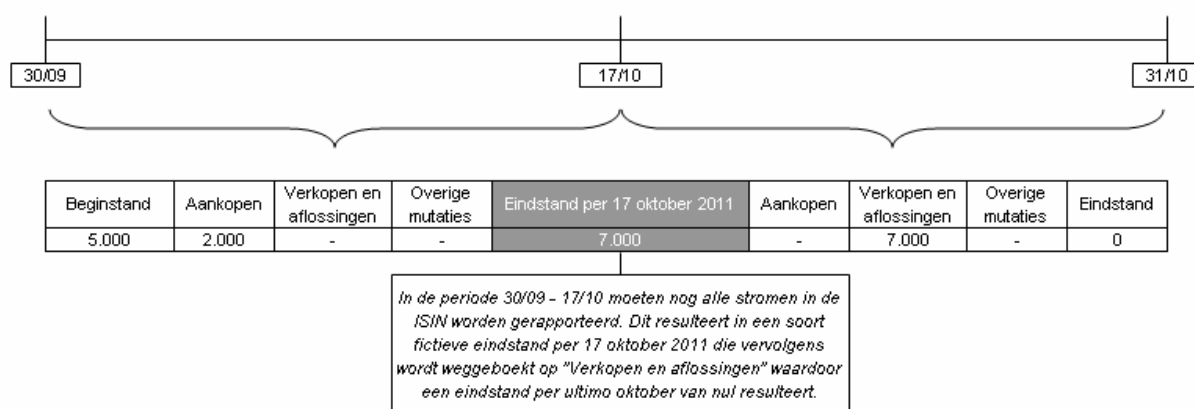 30/09 17/10 31/10
Beginstand Aankopen Verkopen en aflossingen Overige mutaties Eindstand per 17 oktober 2011 Aankopen Verkopen en aflossingen Overige mutaties Eindstand
5.000 2.000 - - 7.000 - 7.000 - 0
In de periode 30/09 - 17/10 moeten nog alle stromen in de
ISIN worden gerapporteerd. Dit resulteert in een soort
fictieve eindstand per 17 oktober 2011 die vervolgens
wordt weggeboekt op "Verkopen en aflossingen" waardoor
een eindstand per ultimo oktober van nul resulteert.